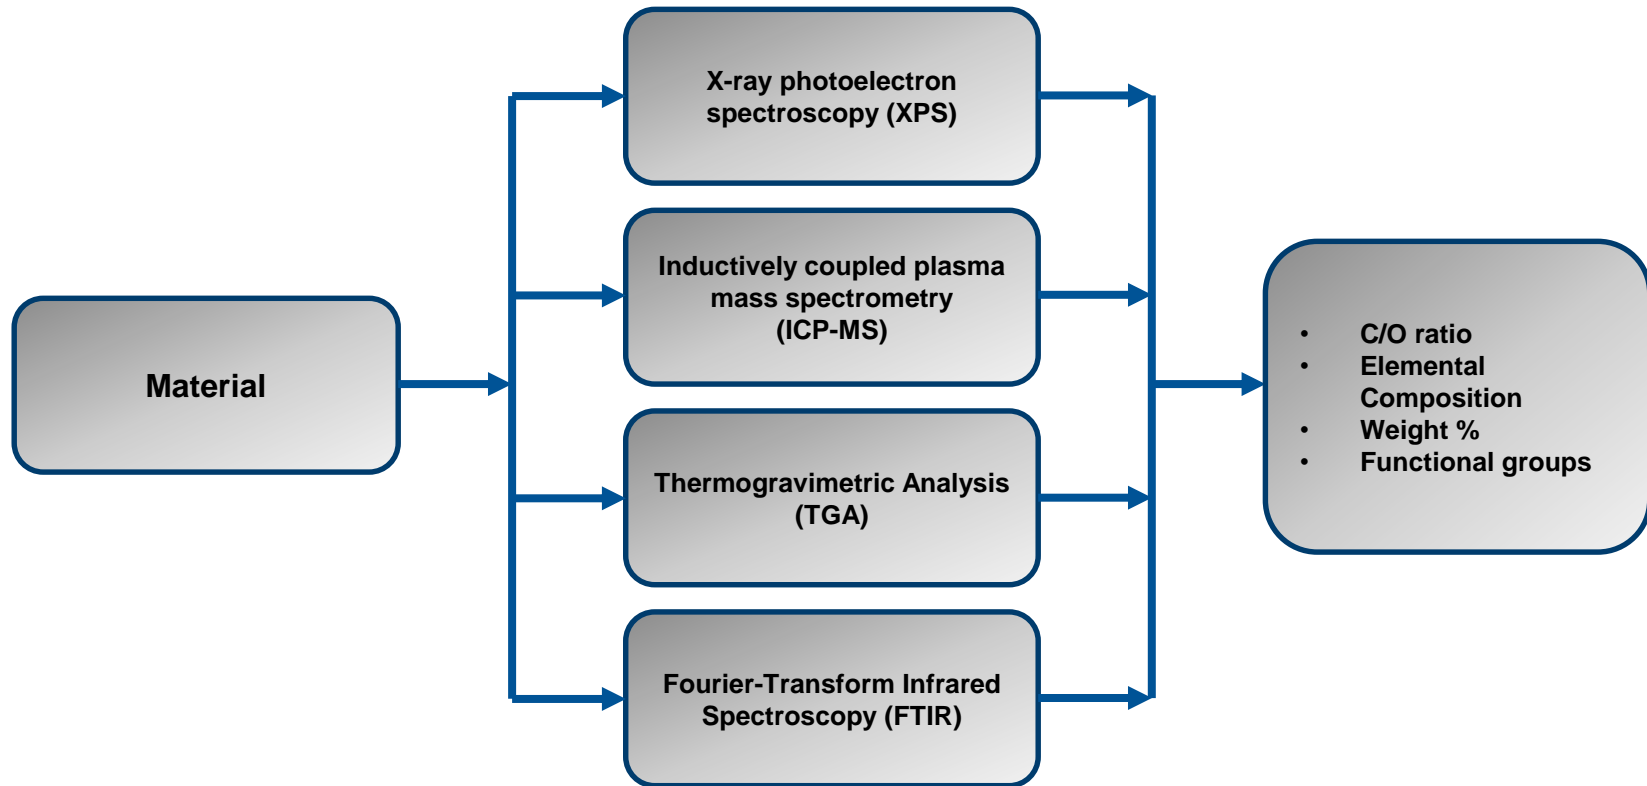 Material
X-ray photoelectron
spectroscopy (XPS)
Inductively coupled plasma
mass spectrometry
(ICP-MS)
Thermogravimetric Analysis
(TGA)
Fourier-Transform Infrared
Spectroscopy (FTIR)
• C/O ratio
• Elemental
Composition
• Weight %
• Functional groups